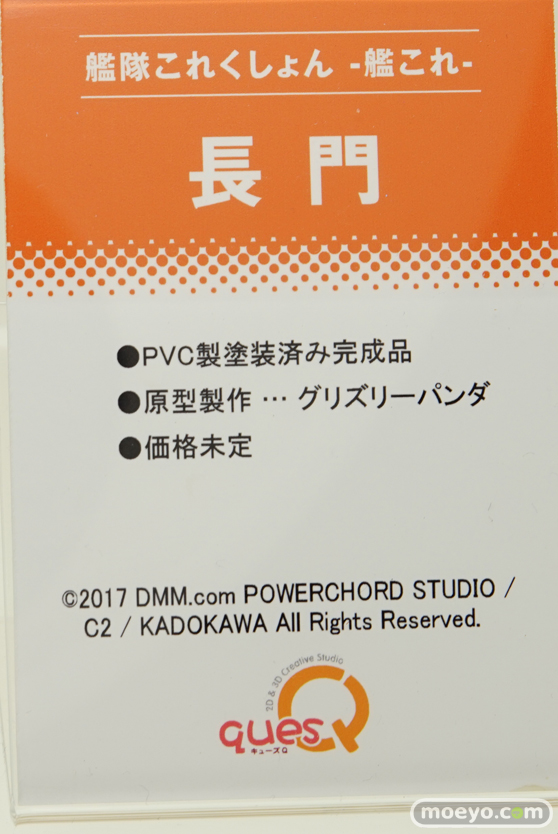 艦隊これくしょん -艦これ-
長門
●PVC製塗装済み完成品
●原型製作 … グリズリーパンダ
●価格未定
©2017 DMM.com POWERCHORD STUDIO /
C2 / KADOKAWA All Rights Reserved.
2D & 3D Creative Studio
quesQ
キューズQ
moeyo.com